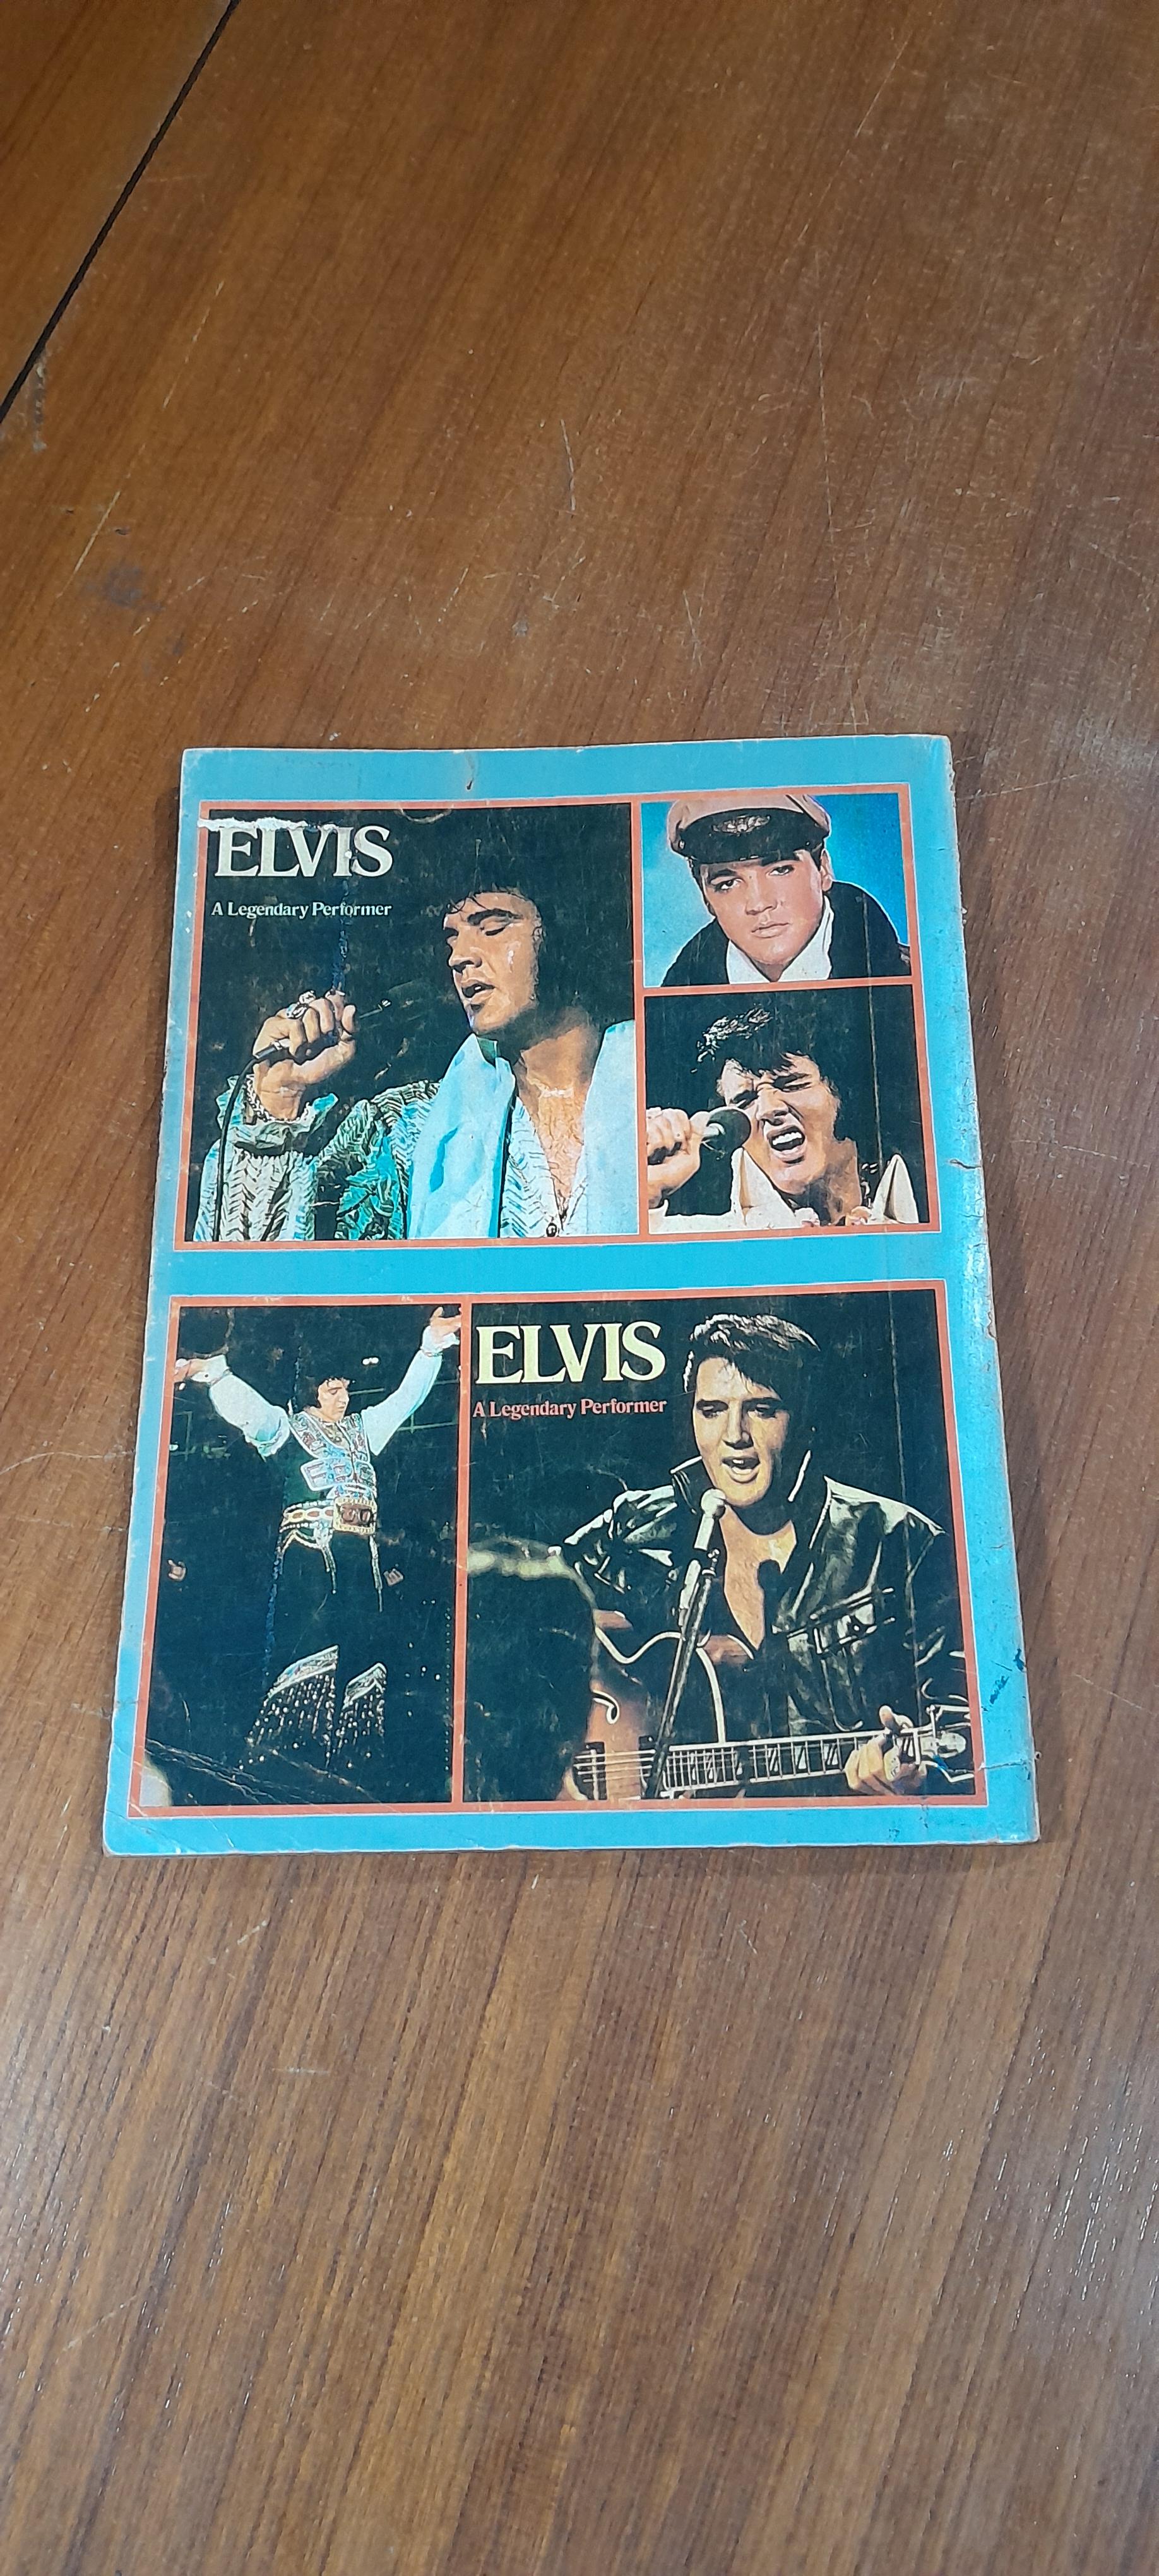 ELVIS
A Legendary Performer
ELVIS
A Legendary Performer